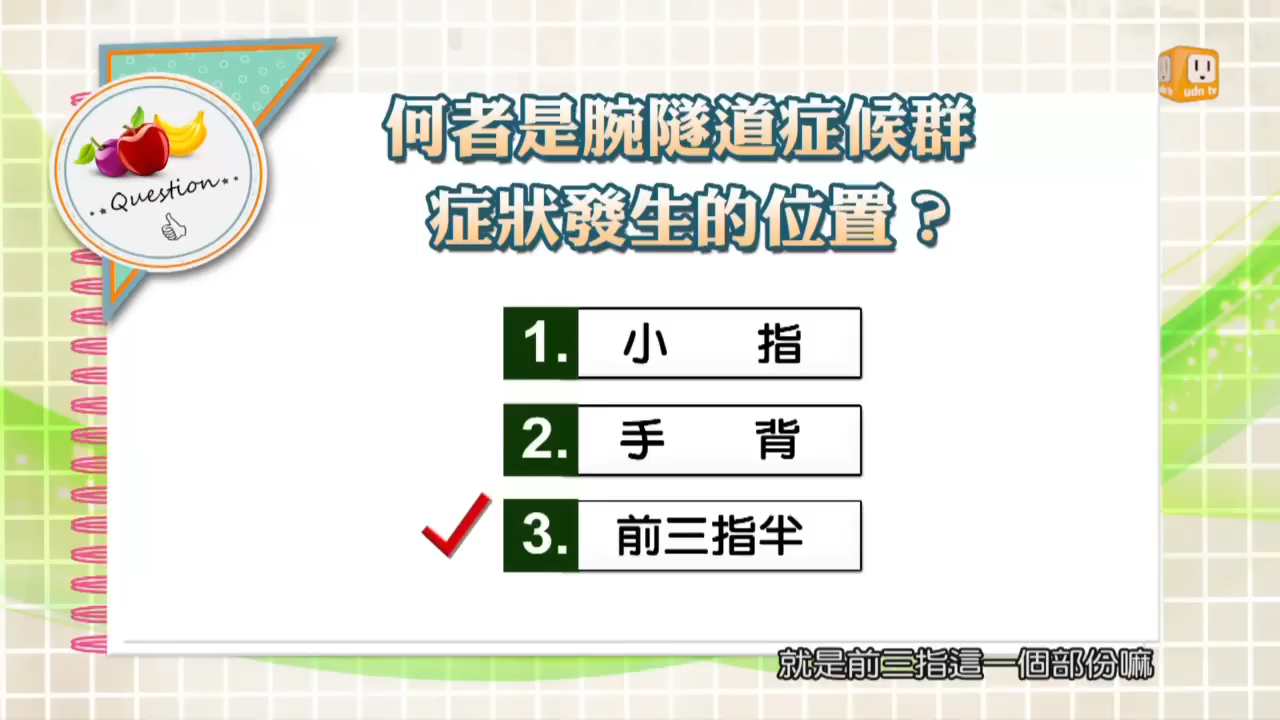 udn tv
Question
何者是腕隧道症候群
症狀發生的位置？
1. 小 指
2. 手 背
3. 前三指半
就是前三指這一個部份嘛